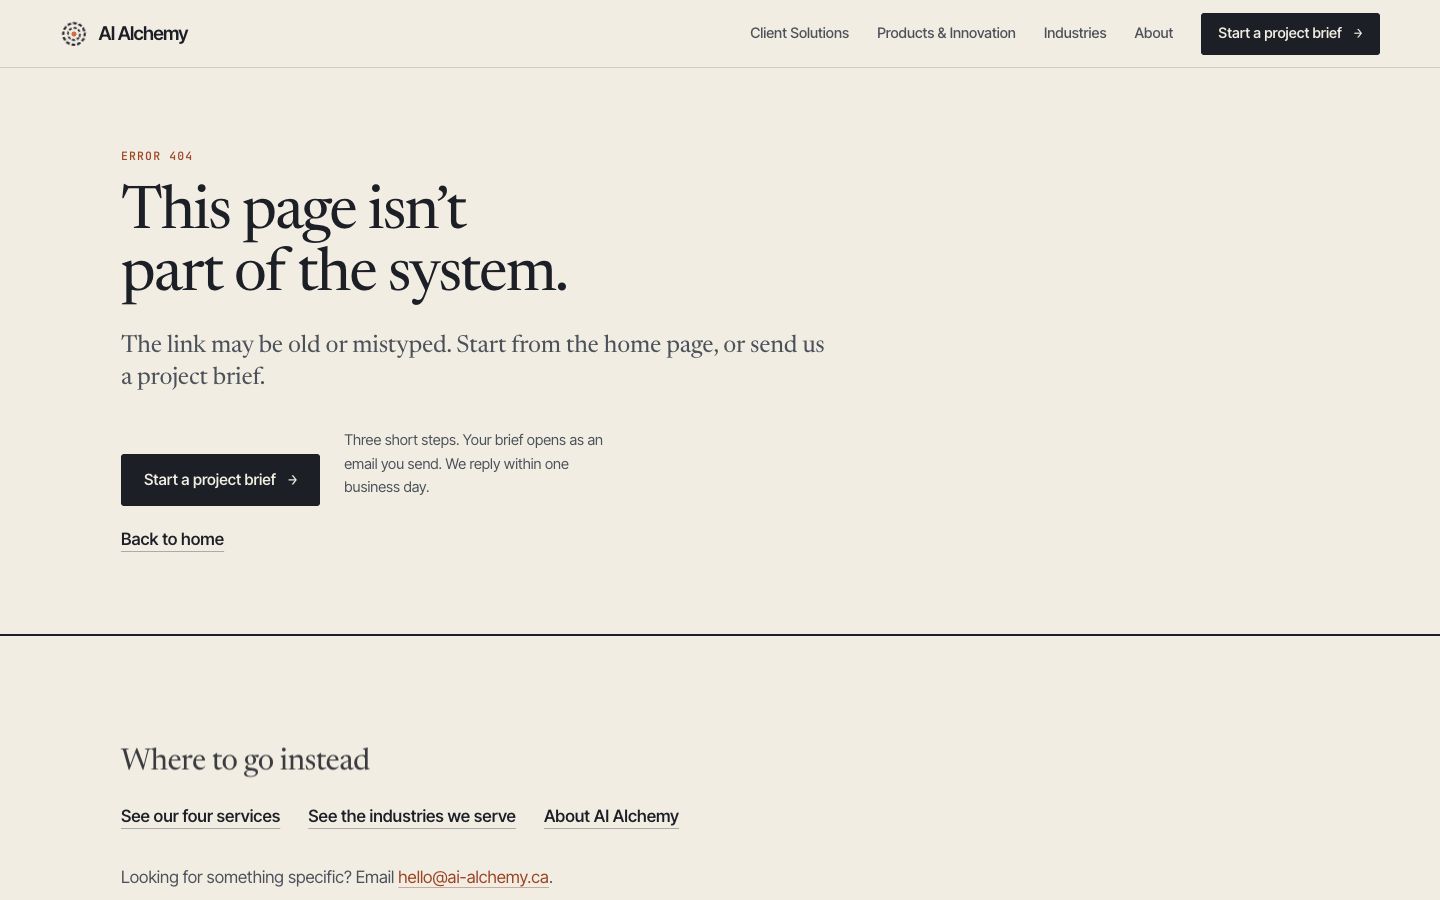 AI Alchemy
Client Solutions
Products & Innovation
Industries
About
Start a project brief →
ERROR 404
This page isn’t
part of the system.
The link may be old or mistyped. Start from the home page, or send us
a project brief.
Start a project brief →
Three short steps. Your brief opens as an
email you send. We reply within one
business day.
Back to home
Where to go instead
See our four services
See the industries we serve
About AI Alchemy
Looking for something specific? Email hello@ai-alchemy.ca.